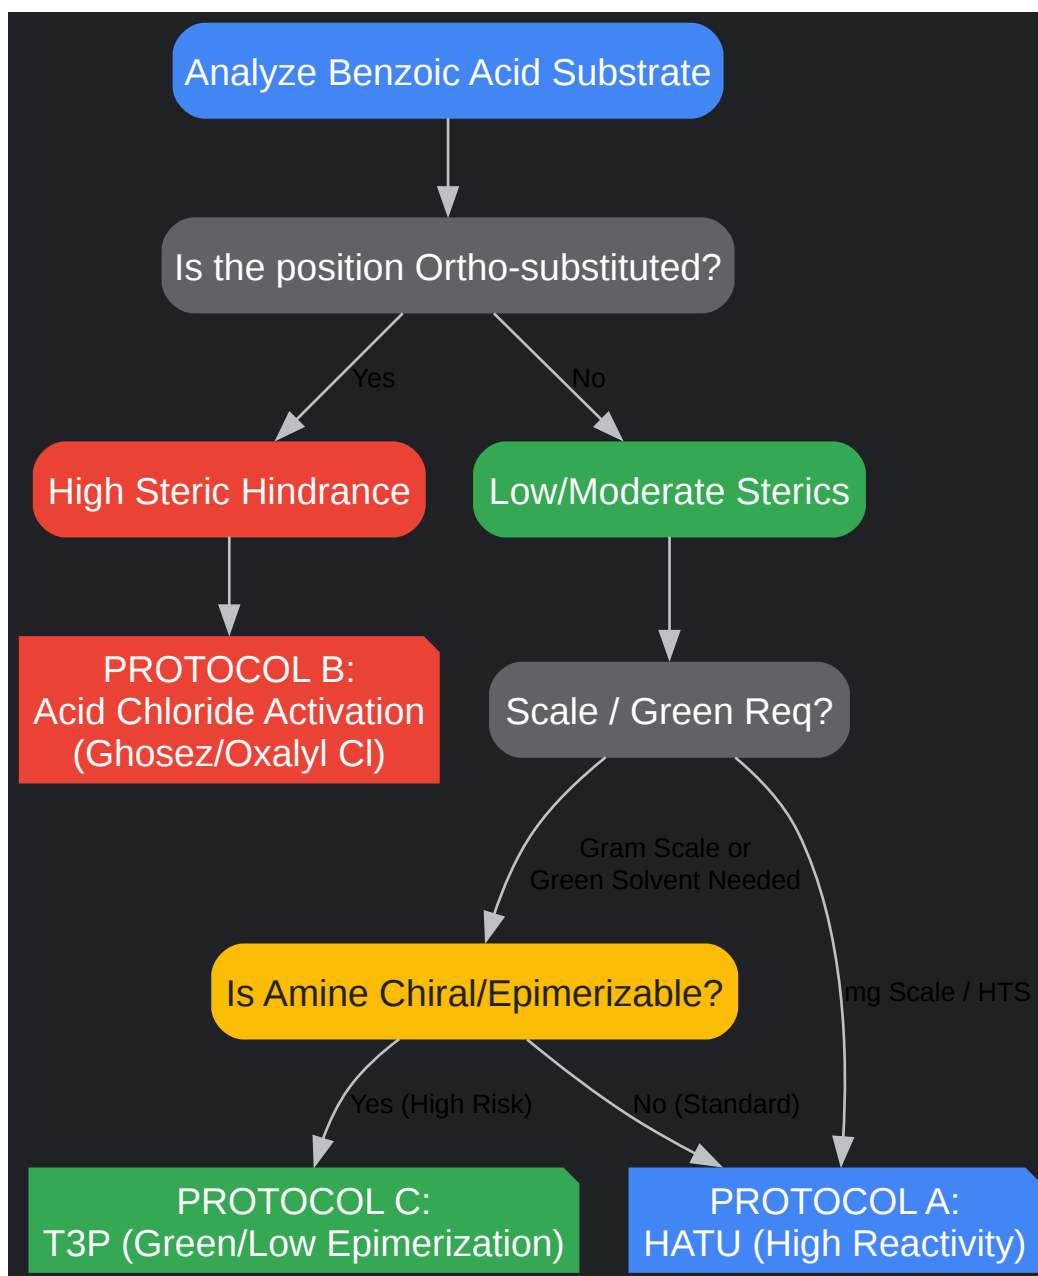 Analyze Benzoic Acid Substrate
Is the position Ortho-substituted?
Yes
No
High Steric Hindrance
Low/Moderate Sterics
PROTOCOL B:
Acid Chloride Activation
(Ghosez/Oxalyl Cl)
Scale / Green Req?
Gram Scale or
Green Solvent Needed
Is Amine Chiral/Epimerizable?
mg Scale / HTS
Yes (High Risk)
No (Standard)
PROTOCOL C:
T3P (Green/Low Epimerization)
PROTOCOL A:
HATU (High Reactivity)